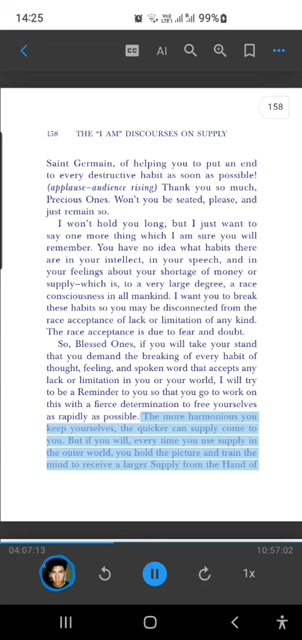 14:25
99%
CC AI
158
158 THE "I AM" DISCOURSES ON SUPPLY
Saint Germain, of helping you to put an end
to every destructive habit as soon as possible!
(applause—audience rising) Thank you so much,
Precious Ones. Won't you be seated, please, and
just remain so.
I won't hold you long, but I just want to
say one more thing which I am sure you will
remember. You have no idea what habits there
are in your intellect, in your speech, and in
your feelings about your shortage of money or
supply—which is, to a very large degree, a race
consciousness in all mankind. I want you to break
these habits so you may be disconnected from the
race acceptance of lack or limitation of any kind.
The race acceptance is due to fear and doubt.
So, Blessed Ones, if you will take your stand
that you demand the breaking of every habit of
thought, feeling, and spoken word that accepts any
lack or limitation in you or your world, I will try
to be a Reminder to you so that you go to work on
this with a fierce determination to free yourselves
as rapidly as possible. The more harmonious you
keep yourselves, the quicker can supply come to
you. But if you will, every time you use supply in
the outer world, you hold the picture and train the
mind to receive a larger Supply from the Hand of
04:07:13
10:57:02
1x